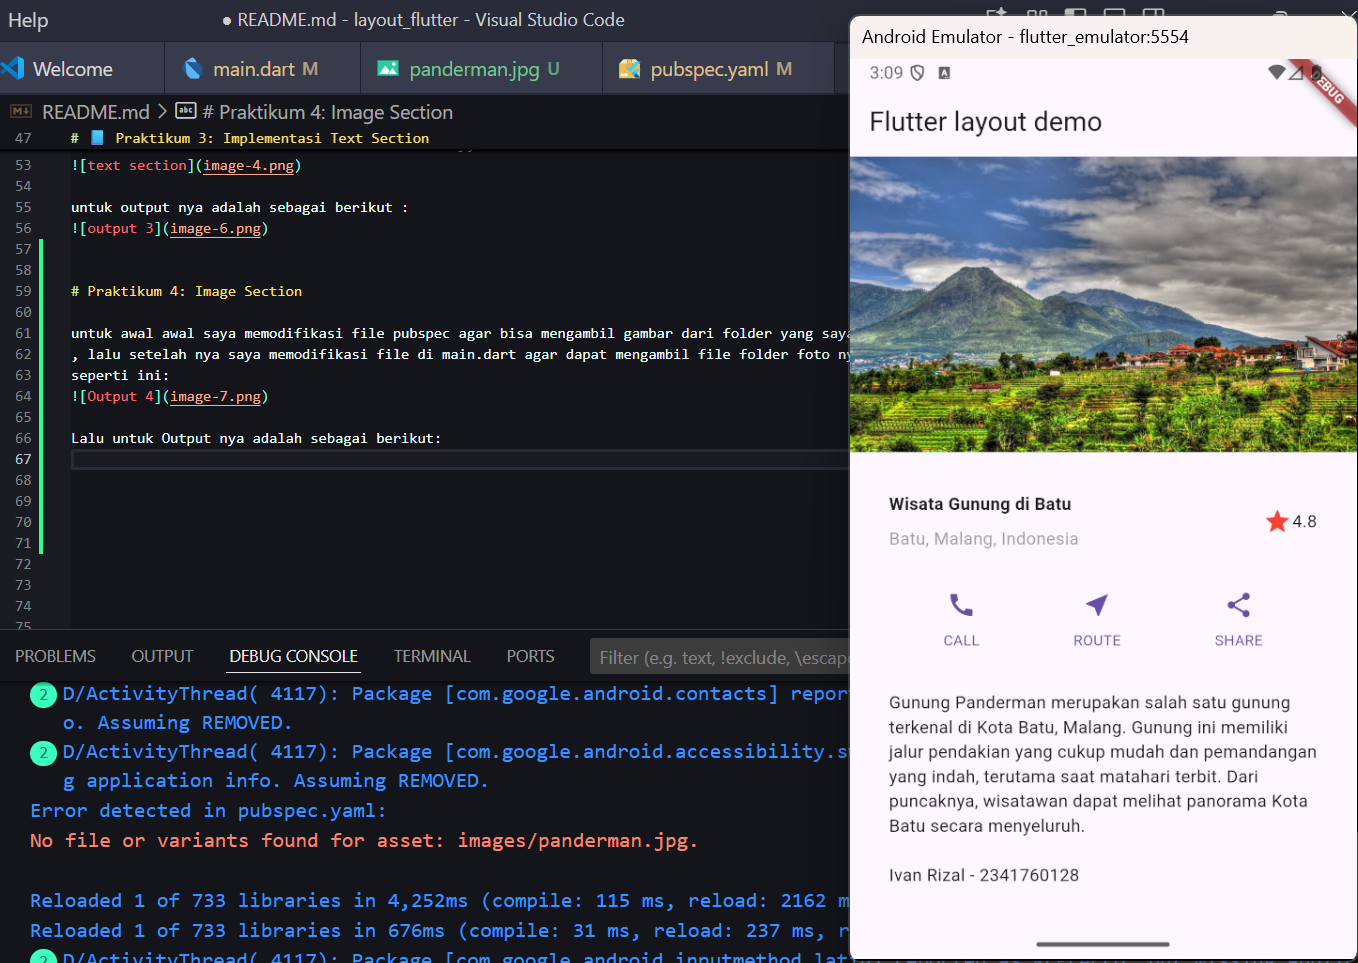 Help
● README.md - layout_flutter - Visual Studio Code
Welcome
main.dart M
panderman.jpg U
pubspec.yaml M
README.md > abc # Praktikum 4: Image Section
47 # 📘 Praktikum 3: Implementasi Text Section
53 ![text section](image-4.png)
54
55 untuk output nya adalah sebagai berikut :
56 ![output 3](image-6.png)
57
58
59 # Praktikum 4: Image Section
60
61 untuk awal awal saya memodifikasi file pubspec agar bisa mengambil gambar dari folder yang saya
62 , lalu setelah nya saya memodifikasi file di main.dart agar dapat mengambil file folder foto ny
63 seperti ini:
64 ![Output 4](image-7.png)
65
66 Lalu untuk Output nya adalah sebagai berikut:
67
68
69
70
71
72
73
74
75
PROBLEMS
OUTPUT
DEBUG CONSOLE
TERMINAL
PORTS
Filter (e.g. text, !exclude, \escape
2 D/ActivityThread( 4117): Package [com.google.android.contacts] repor
o. Assuming REMOVED.
2 D/ActivityThread( 4117): Package [com.google.android.accessibility.s
g application info. Assuming REMOVED.
Error detected in pubspec.yaml:
No file or variants found for asset: images/panderman.jpg.
Reloaded 1 of 733 libraries in 4,252ms (compile: 115 ms, reload: 2162 m
Reloaded 1 of 733 libraries in 676ms (compile: 31 ms, reload: 237 ms, r
2 D/ActivityThread( 4117): Package [com.google.android.inputmethod.lat
Android Emulator - flutter_emulator:5554
3:09
Flutter layout demo
Wisata Gunung di Batu
Batu, Malang, Indonesia
4.8
CALL
ROUTE
SHARE
Gunung Panderman merupakan salah satu gunung
terkenal di Kota Batu, Malang. Gunung ini memiliki
jalur pendakian yang cukup mudah dan pemandangan
yang indah, terutama saat matahari terbit. Dari
puncaknya, wisatawan dapat melihat panorama Kota
Batu secara menyeluruh.
Ivan Rizal - 2341760128